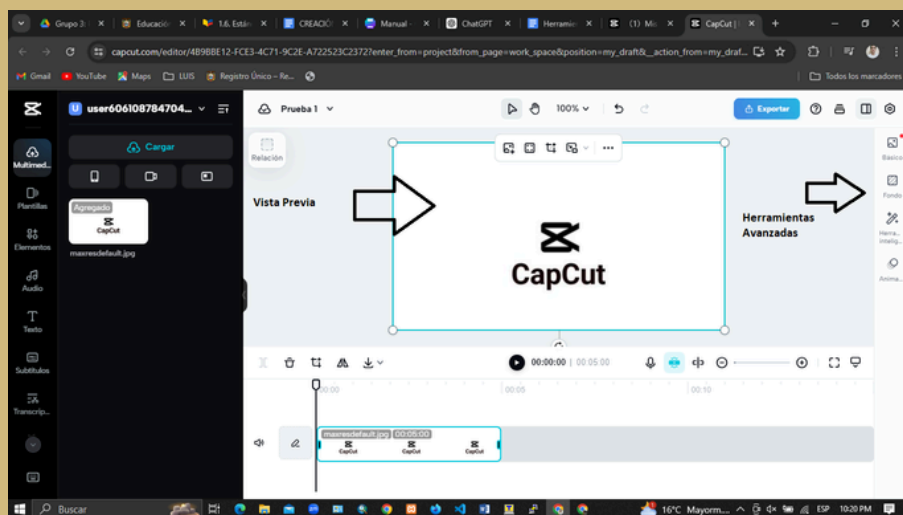 Grupo 3:
Educació
1.6. Están
CREACIÓ
Manual -
ChatGPT
Herramie
(1) Mi
CapCut |
capcut.com/editor/4B9BBE12-FCE3-4C71-9C2E-A722523C2372?enter_from=project&from_page=work_space&position=my_draft&_action_from=my_draf...
Gmail
YouTube
Maps
LUIS
Registro Único – Re...
Todos los marcadores
user606108784704...
Prueba 1
100%
Exportar
Cargar
Multimed...
Plantillas
Elementos
Audio
Texto
Subtítulos
Transcrip...
Agregado
CapCut
maxresdefault.jpg
Relación
Vista Previa
CapCut
Herramientas
Avanzadas
Básico
Fondo
Herra...
intelig...
Anima...
00:00:00 | 00:05:00
00:00
00:05
00:10
maxresdefault.jpg 00:05:00
CapCut
CapCut
CapCut
Buscar
16°C Mayorm...
ESP
10:20 PM